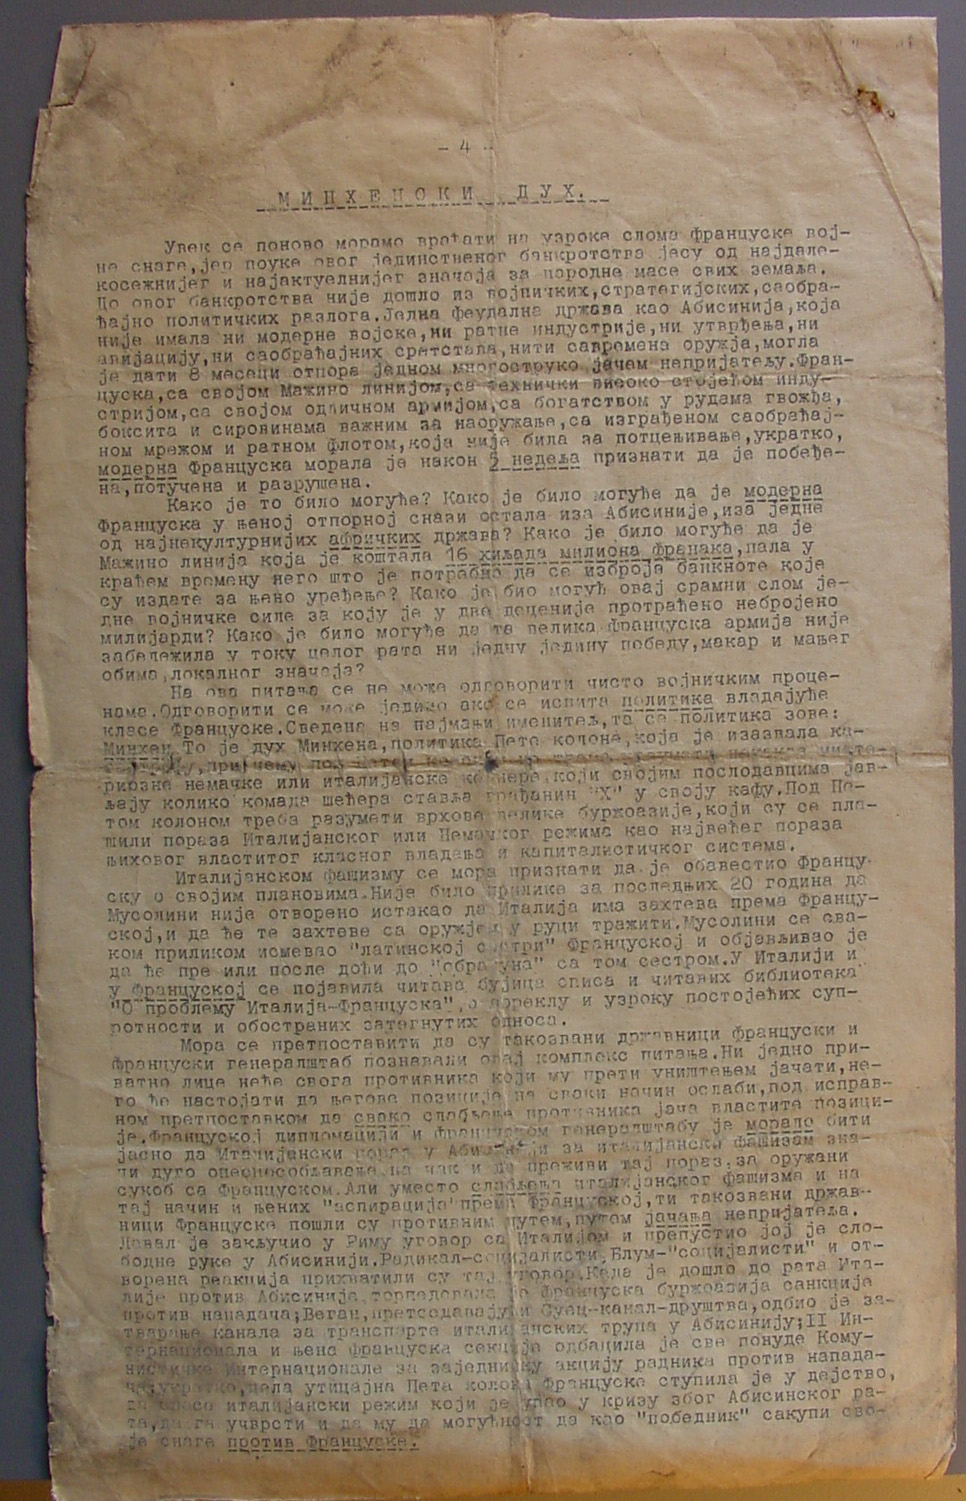 - 4 -
МИНХЕНСКИ ДУХ.
Увек се поново морамо враћати на узроке слома Француске вој-
не снаге,јер поуке овог јединственог банкротства јесу од најдале-
косежнијег и најактуелнијег значаја за народне масе свих земаља.
До овог банкротства није дошло из војничких,стратегијских,саобра-
ћајно политичких разлога.Једна феудална држава као Абисинија,која
није имала ни модерне војске,ни ратне индустрије,ни утврђења,ни
авијацију,ни саобраћајних сретстава,нити савремена оружја,могла
је дати 8 месеци отпора једном многоструко јачем непријатељу.Фран-
цуска,са својом Мажино линијом,са технички високо стојећом инду-
стријом,са својом одличном армијом,са богатством у рудама гвожђа,
боксита и сировинама важним за наоружање,са изграђеном саобраћај-
ном мрежом и ратном флотом,која није била за потцењивање,укратко,
модерна Француска морала је након 5 недеља признати да је побеђе-
на,потучена и разрушена.
Како је то било могуће? Како је било могуће да је модерна
Француска у њеној отпорној снази остала иза Абисиније,иза једне
од најнекултурнијих афричких држава? Како је било могуће да је
Мажино линија која је коштала 16 хиљада милиона франака,пала у
краћем времену него што је потребно да се изброје банкноте које
су издате за њено уређење? Како је био могућ овај срамни слом је-
дне војничке силе за коју је у две деценије протраћено небројено
милијарди? Како је било могуће да та велика Француска армија није
забележила у току целог рата ни једну једину победу,макар и мањег
обима,локалног значаја?
На ова питања се не може одговорити чисто војничким проце-
нама.Одговорити се може једино ако се испита политика владајуће
класе Француске.Сведена на најмањи именитељ,та се политика зове:
Минхен.То је дух Минхена,политика Пете колоне,која је изазвала ка-
причему под
ријзне немачке или италијанске келнере,који својим послодавцима јав-
љају колико комада шећера ставља грађанин "Х" у своју кафу.Под Пе-
том колоном треба разумети врхове велике буржоазије,који су се пла-
шили пораза Италијанског или Немачког режима као највећег пораза
њиховог властитог класног владања и капиталистичког система.
Италијанском фашизму се мора признати да је обавестио Францу-
ску о својим плановима.Није било прилике за последњих 20 година да
Мусолини није отворено истакао да Италија има захтева према Францу-
ској,и да ће те захтеве са оружјем у руци тражити.Мусолини се сва-
ком приликом исмевао "латинској сестри" Француској и објављивао је
да ће пре или после доћи до "обрачуна" са том сестром.У Италији и
у Француској се појавила читава бујица списа и читавих библиотека
"О проблему Италија-Француска",о пореклу и узроку постојећих суп-
ротности и обостраних затегнутих односа.
Мора се претпоставити да су такозвани државници Француски и
Француски генералштаб познавали овај комплекс питања.Ни једно при-
ватно лице неће свога противника који му прети уништењем јачати,не-
го ће настојати да његове позиције на сваки начин ослаби,под исправ-
ном претпоставком да свако слабљење противника јача властите позици-
је.Француској дипломацији и Француском генералштабу је морало бити
јасно да Италијански пораз у Абисинији за италијански фашизам зна-
чи дуго онеспособљавање,па чак и да преживи тај пораз,за оружани
сукоб са Француском.Али уместо слабљења италијанског фашизма и на
тај начин и њених "аспирација" према Француској,ти такозвани држав-
ници Француске пошли су противним путем,путем јачања непријатеља.
Лавал је закључио у Риму уговор са Италијом и препустио јој је сло-
бодне руке у Абисинији.Радикал-социјалисти,Блум-"социјалисти" и от-
ворена реакција прихватили су тај уговор.Када је дошло до рата Ита-
лије против Абисиније,торпедовала је Француска буржоазија санкције
против нападача;Веган,претседавајући Суец-канал-друштва,одбио је за-
тварање канала за транспорте италијанских трупа у Абисинију;II Ин-
тернационала и њена Француска секција одбацила је све понуде Кому-
нистичке Интернационале за заједничку акцију радника против напада-
ча;укратко,цела утицајна Пета колона Француске ступила је у дејство,
да спасе италијански режим који је упао у кризу због Абисинског ра-
та,да га учврсти и да му да могућност да као "победник" сакупи сво-
је снаге против Француске.